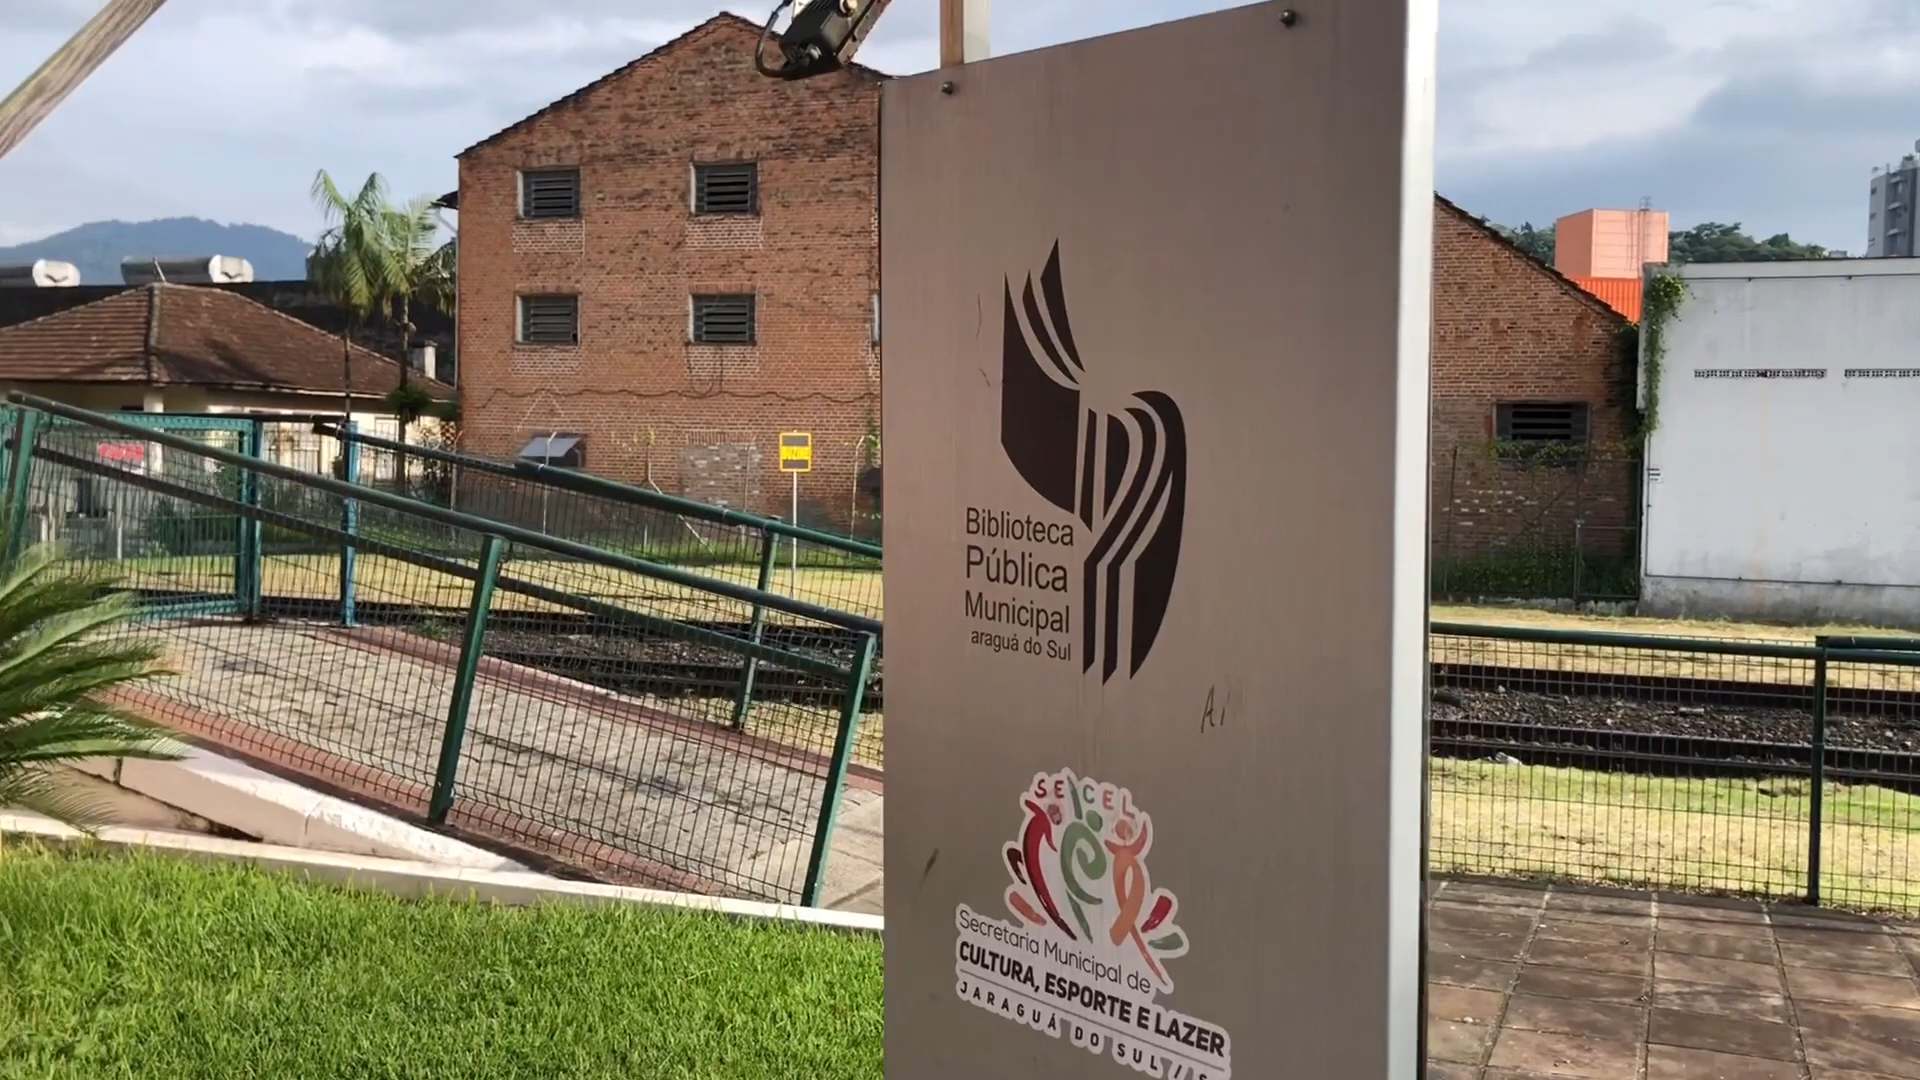 Biblioteca
Pública
Municipal
araguá do Sul
SECEL
Secretaria Municipal de
CULTURA, ESPORTE E LAZER
JARAGUÁ DO SUL / S